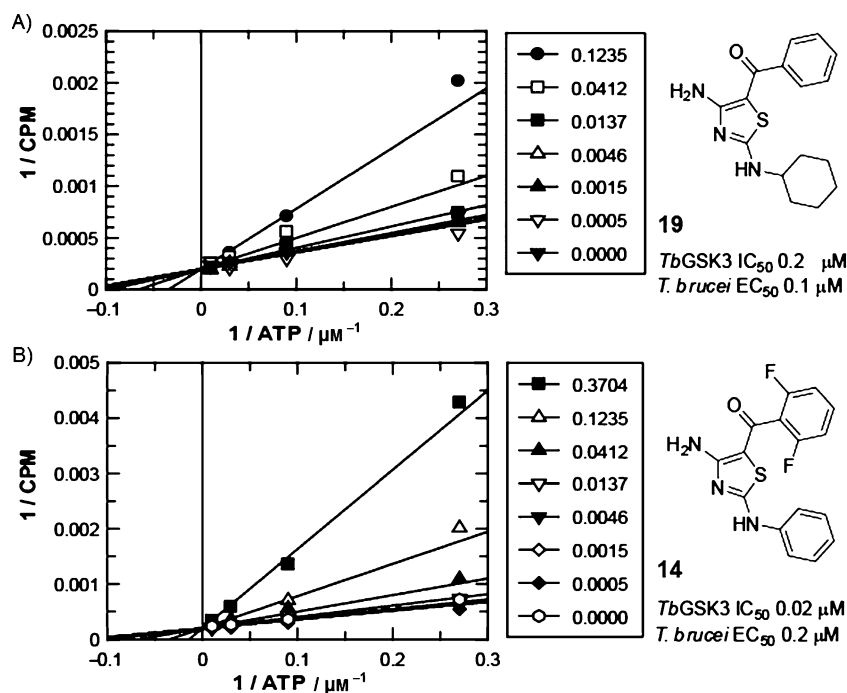 A)
0.0025
0.002
0.0015
0.001
0.0005
0
1 / CPM
−0.1 0 0.1 0.2 0.3
1 / ATP / µM⁻¹
0.1235
0.0412
0.0137
0.0046
0.0015
0.0005
0.0000
O
H₂N
S
N
HN
19
TbGSK3 IC₅₀ 0.2 µM
T. brucei EC₅₀ 0.1 µM
B)
0.005
0.004
0.003
0.002
0.001
0
1 / CPM
−0.1 0 0.1 0.2 0.3
1 / ATP / µM⁻¹
0.3704
0.1235
0.0412
0.0137
0.0046
0.0015
0.0005
0.0000
F
O
H₂N
F
S
N
HN
14
TbGSK3 IC₅₀ 0.02 µM
T. brucei EC₅₀ 0.2 µM